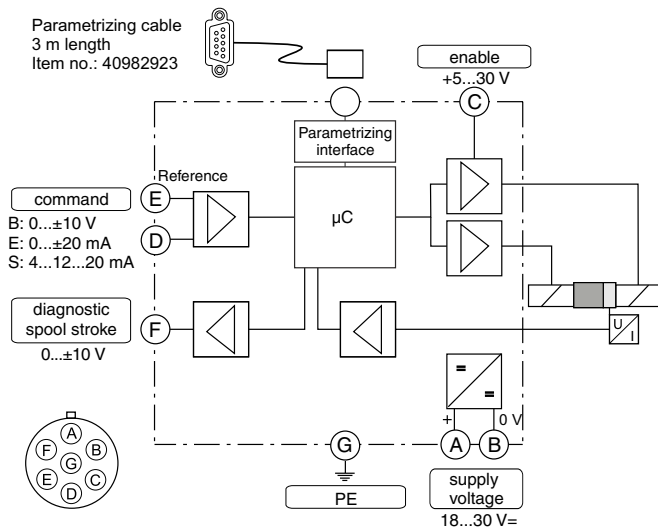 Parametrizing cable
3 m length
Item no.: 40982923
enable
+5...30 V
C
Parametrizing
interface
Reference
E
command
B: 0...±10 V
E: 0...±20 mA
S: 4...12...20 mA
D
µC
diagnostic
spool stroke
0...±10 V
F
U
I
=
=
+
0 V
A
B
G
PE
supply
voltage
18...30 V=
A
F
B
G
E
C
D